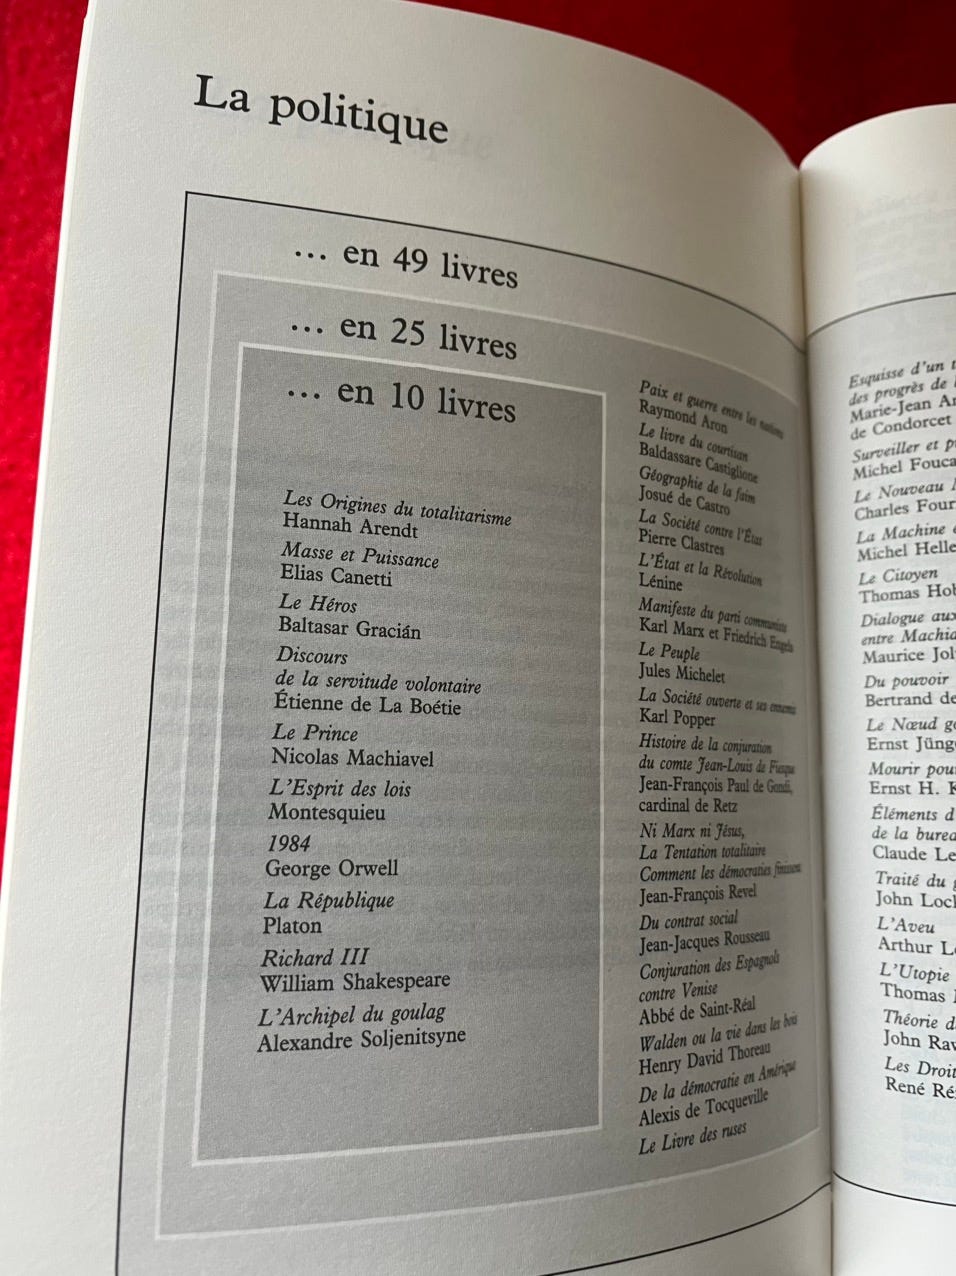 La politique
... en 49 livres
... en 25 livres
... en 10 livres
Les Origines du totalitarisme
Hannah Arendt
Masse et Puissance
Elias Canetti
Le Héros
Baltasar Gracián
Discours
de la servitude volontaire
Étienne de La Boétie
Le Prince
Nicolas Machiavel
L'Esprit des lois
Montesquieu
1984
George Orwell
La République
Platon
Richard III
William Shakespeare
L'Archipel du goulag
Alexandre Soljenitsyne
Paix et guerre entre les nations
Raymond Aron
Le livre du courtisan
Baldassare Castiglione
Géographie de la faim
Josué de Castro
La Société contre l'État
Pierre Clastres
L'État et la Révolution
Lénine
Manifeste du parti communiste
Karl Marx et Friedrich Engels
Le Peuple
Jules Michelet
La Société ouverte et ses ennemis
Karl Popper
Histoire de la conjuration
du comte Jean-Louis de Fiesque
Jean-François Paul de Gondi,
cardinal de Retz
Ni Marx ni Jésus,
La Tentation totalitaire
Comment les démocraties finissent
Jean-François Revel
Du contrat social
Jean-Jacques Rousseau
Conjuration des Espagnols
contre Venise
Abbé de Saint-Réal
Walden ou la vie dans les bois
Henry David Thoreau
De la démocratie en Amérique
Alexis de Tocqueville
Le Livre des ruses
Esquisse d'un
des progrès de
Marie-Jean
de Condorcet
Surveiller et
Michel
Le Nouveau
Charles
La Machine
Michel
Le Citoyen
Thomas
Dialogue aux
entre
Maurice
Du pouvoir
Bertrand de
Le Nœud
Ernst
Mourir
Ernst H.
Éléments
de la
Claude
Traité du
John
L'Aveu
Arthur
L'Utopie
Thomas
Théorie
John
Les
René